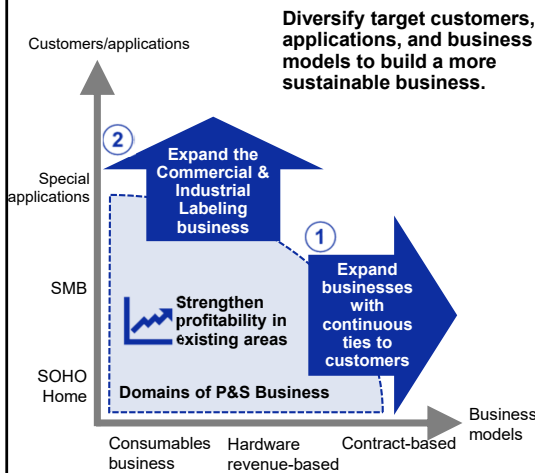 Diversify target customers,
applications, and business
models to build a more
sustainable business.
Customers/applications
2
Expand the
Commercial &
Industrial
Labeling
business
Special
applications
1
Expand
businesses
with
continuous
ties to
customers
SMB
Strengthen
profitability in
existing areas
SOHO
Home
Domains of P&S Business
Business
models
Consumables
business
Hardware
revenue-based
Contract-based